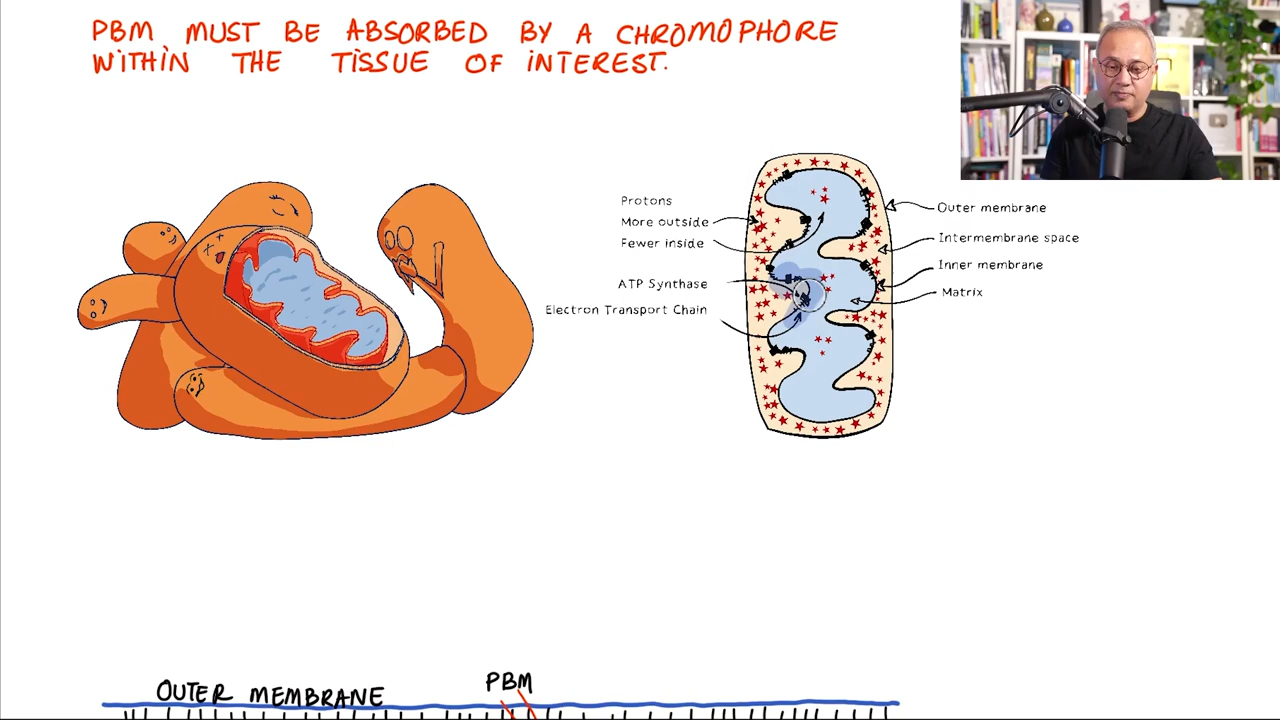 PBM MUST BE ABSORBED BY A CHROMOPHORE
WITHIN THE TISSUE OF INTEREST.
Protons
More outside
Fewer inside
ATP Synthase
Electron Transport Chain
Outer membrane
Intermembrane space
Inner membrane
Matrix
OUTER MEMBRANE
PBM